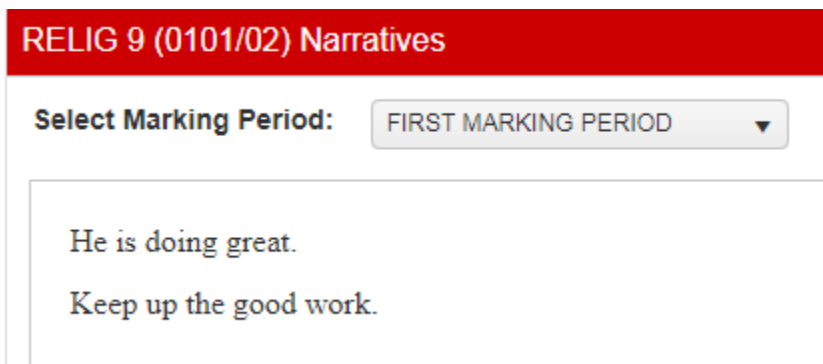 RELIG 9 (0101/02) Narratives
Select Marking Period: FIRST MARKING PERIOD
He is doing great.
Keep up the good work.